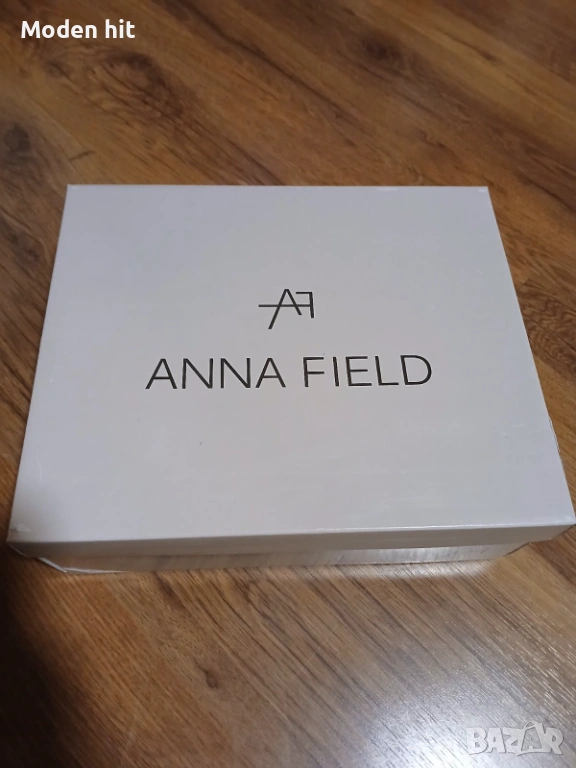 Moden hit
AF
ANNA FIELD
BAZAR